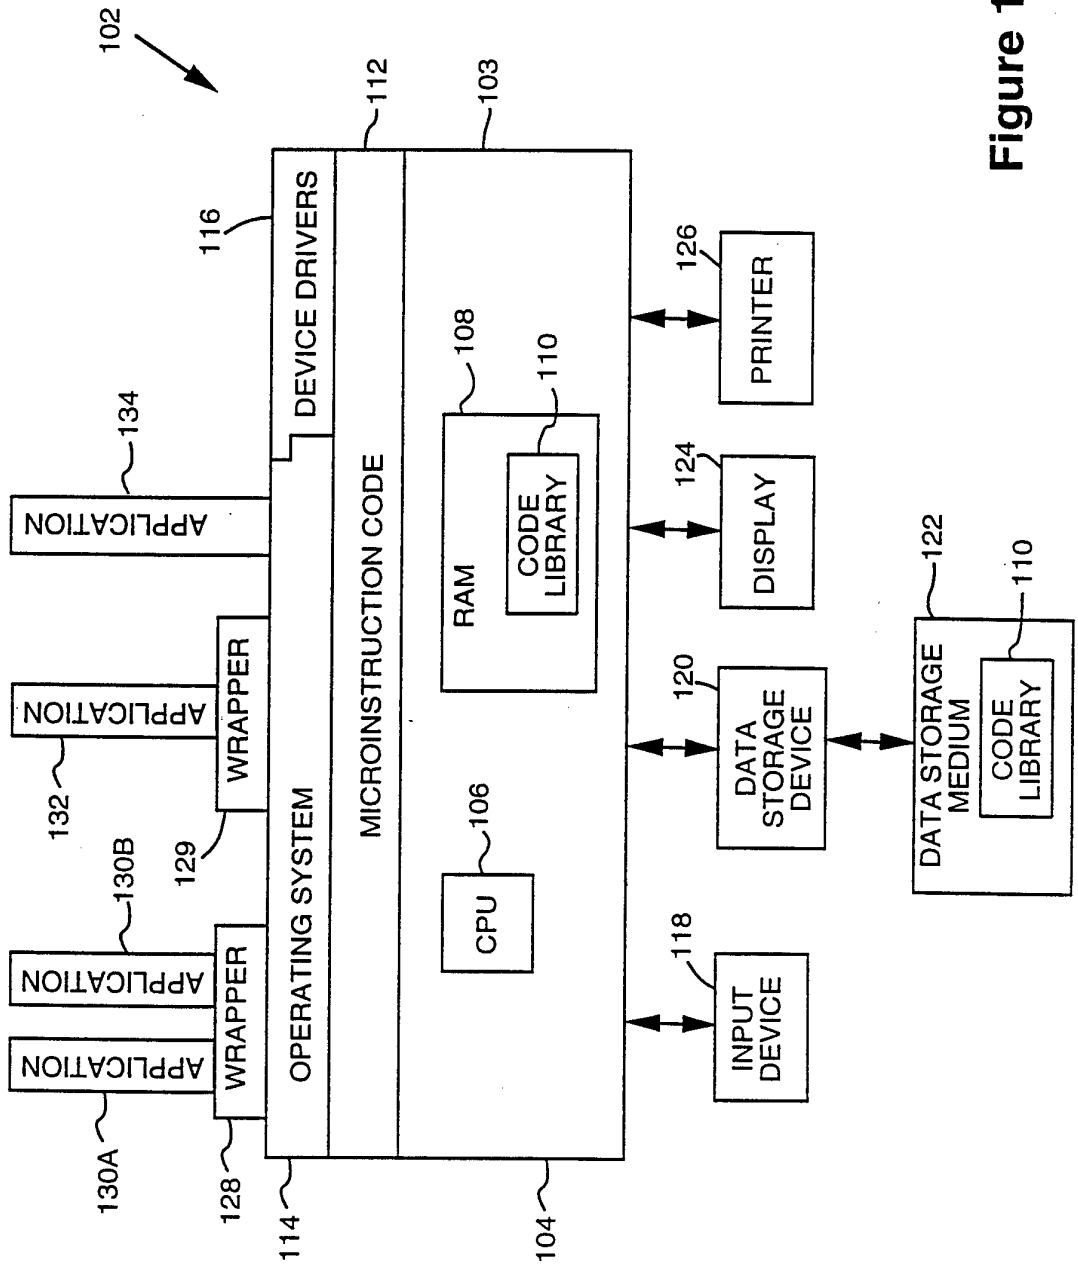 102
130A
130B
132
134
APPLICATION
APPLICATION
APPLICATION
APPLICATION
128
WRAPPER
129
WRAPPER
116
114
OPERATING SYSTEM
DEVICE DRIVERS
MICROINSTRUCTION CODE
112
103
104
CPU
106
RAM
108
CODE
LIBRARY
110
118
INPUT
DEVICE
120
DATA
STORAGE
DEVICE
124
DISPLAY
126
PRINTER
122
DATA STORAGE
MEDIUM
CODE
LIBRARY
110
Figure 1